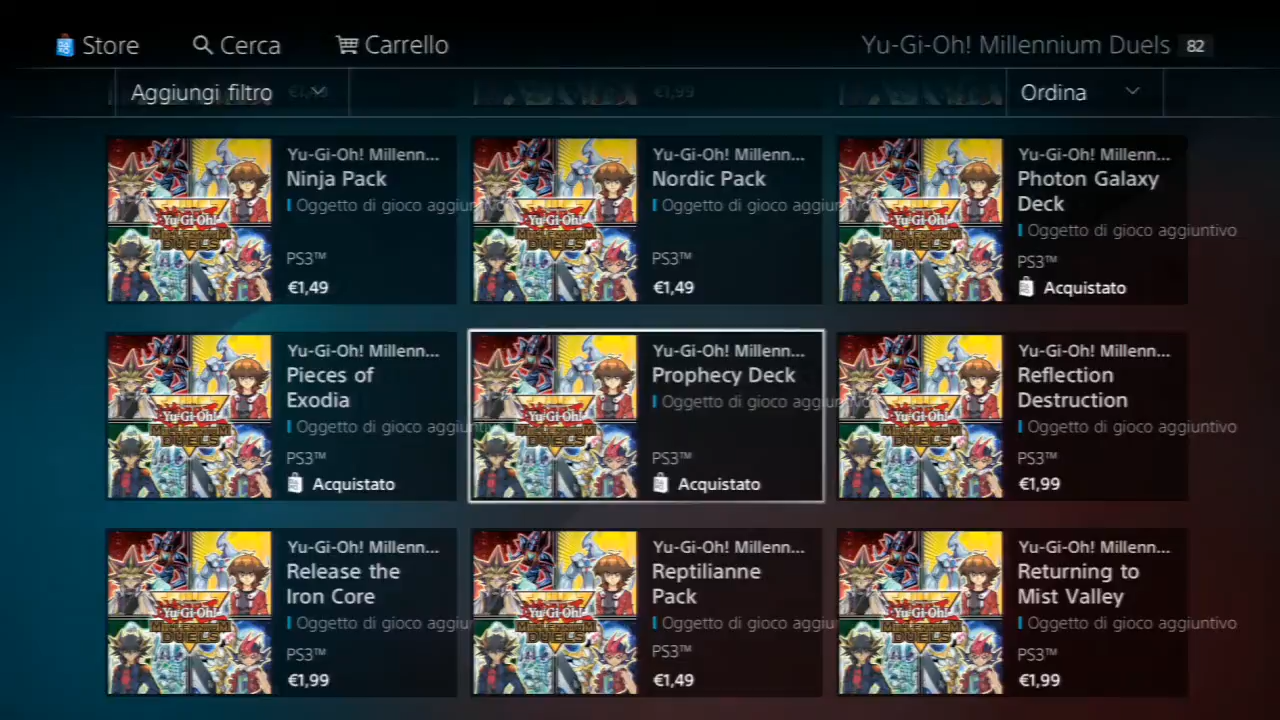 Store
Cerca
Carrello
Yu-Gi-Oh! Millennium Duels 82
Aggiungi filtro
€1,99
Ordina
Yu-Gi-Oh! Millenn...
Ninja Pack
Oggetto di gioco aggiuntivo
PS3™
€1,49
Yu-Gi-Oh! Millenn...
Nordic Pack
Oggetto di gioco aggiun
PS3™
€1,49
Yu-Gi-Oh! Millenn...
Photon Galaxy
Deck
Oggetto di gioco aggiuntivo
PS3™
Acquistato
Yu-Gi-Oh! Millenn...
Pieces of
Exodia
Oggetto di gioco aggiunti
PS3™
Acquistato
Yu-Gi-Oh! Millenn...
Prophecy Deck
Oggetto di gioco aggiuntivo
PS3™
Acquistato
Yu-Gi-Oh! Millenn...
Reflection
Destruction
Oggetto di gioco aggiuntivo
PS3™
€1,99
Yu-Gi-Oh! Millenn...
Release the
Iron Core
Oggetto di gioco aggiu
PS3™
€1,99
Yu-Gi-Oh! Millenn...
Reptilianne
Pack
Oggetto di gioco aggiu
PS3™
€1,49
Yu-Gi-Oh! Millenn...
Returning to
Mist Valley
Oggetto di gioco aggiuntivo
PS3™
€1,99